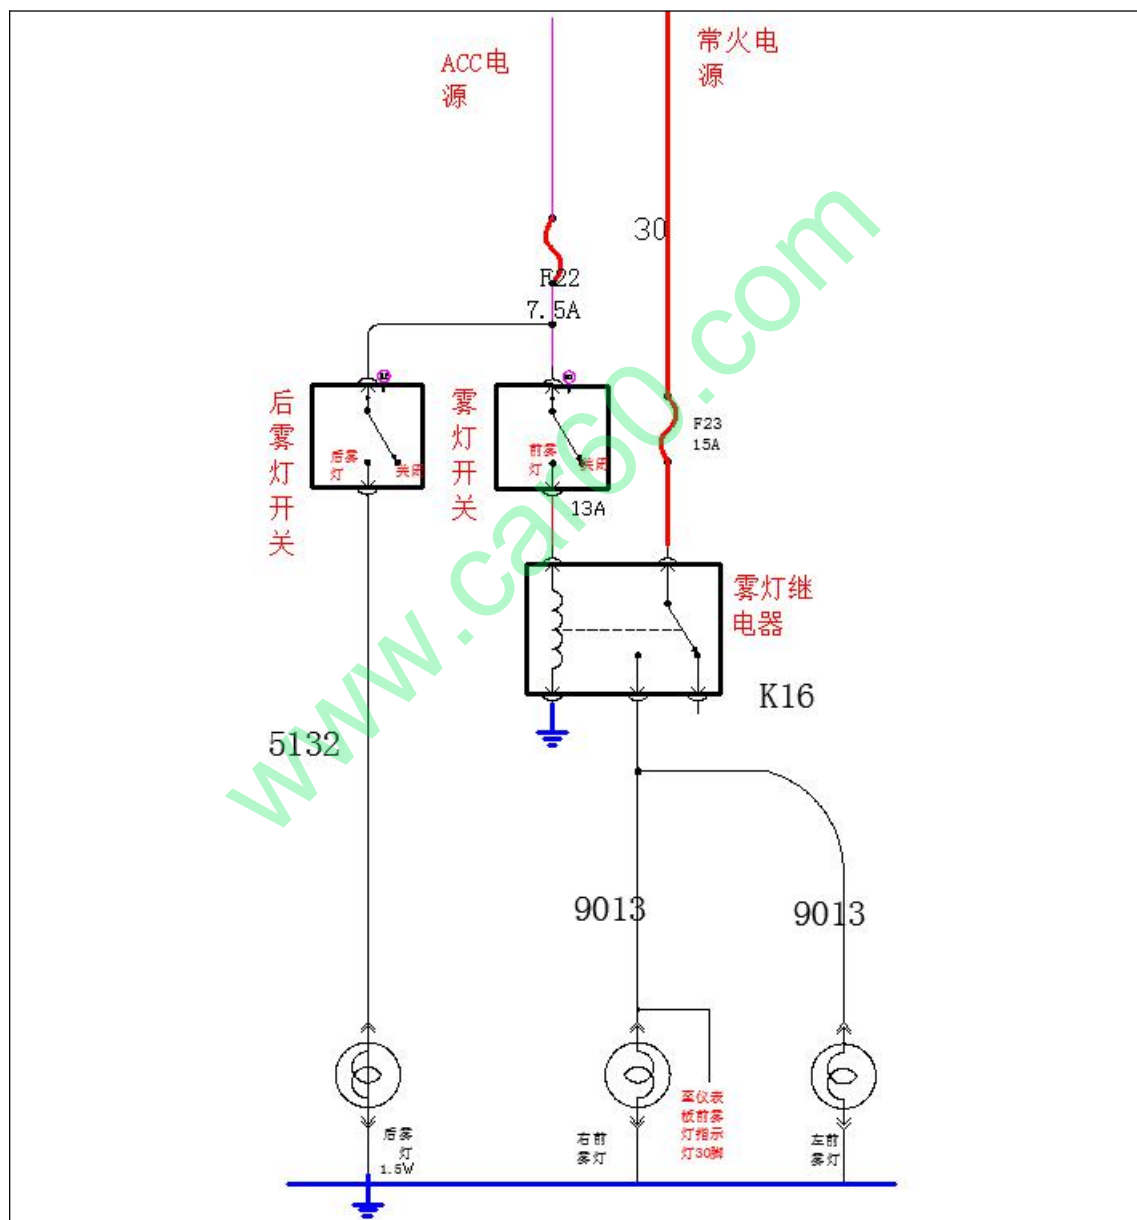 ACC电
源
常火电
源
30
F22
7.5A
后
雾
灯
开
关
后雾
灯
关闭
雾
灯
开
关
前雾
灯
关闭
F23
15A
13A
雾灯继
电器
K16
5132
9013
9013
后雾
灯
1.5W
右前
雾灯
至仪表
板前雾
灯指示
灯30脚
左前
雾灯
www.car60.com